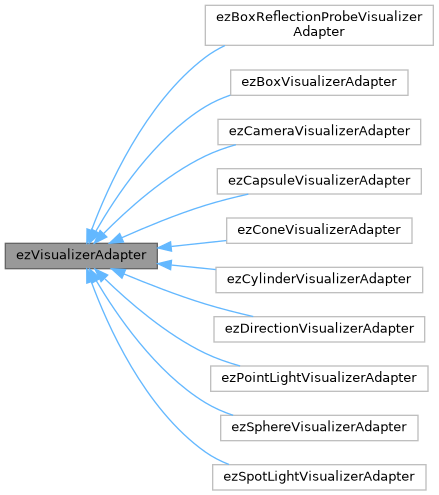 ezBoxReflectionProbeVisualizer
Adapter
ezBoxVisualizerAdapter
ezCameraVisualizerAdapter
ezCapsuleVisualizerAdapter
ezConeVisualizerAdapter
ezVisualizerAdapter
ezCylinderVisualizerAdapter
ezDirectionVisualizerAdapter
ezPointLightVisualizerAdapter
ezSphereVisualizerAdapter
ezSpotLightVisualizerAdapter